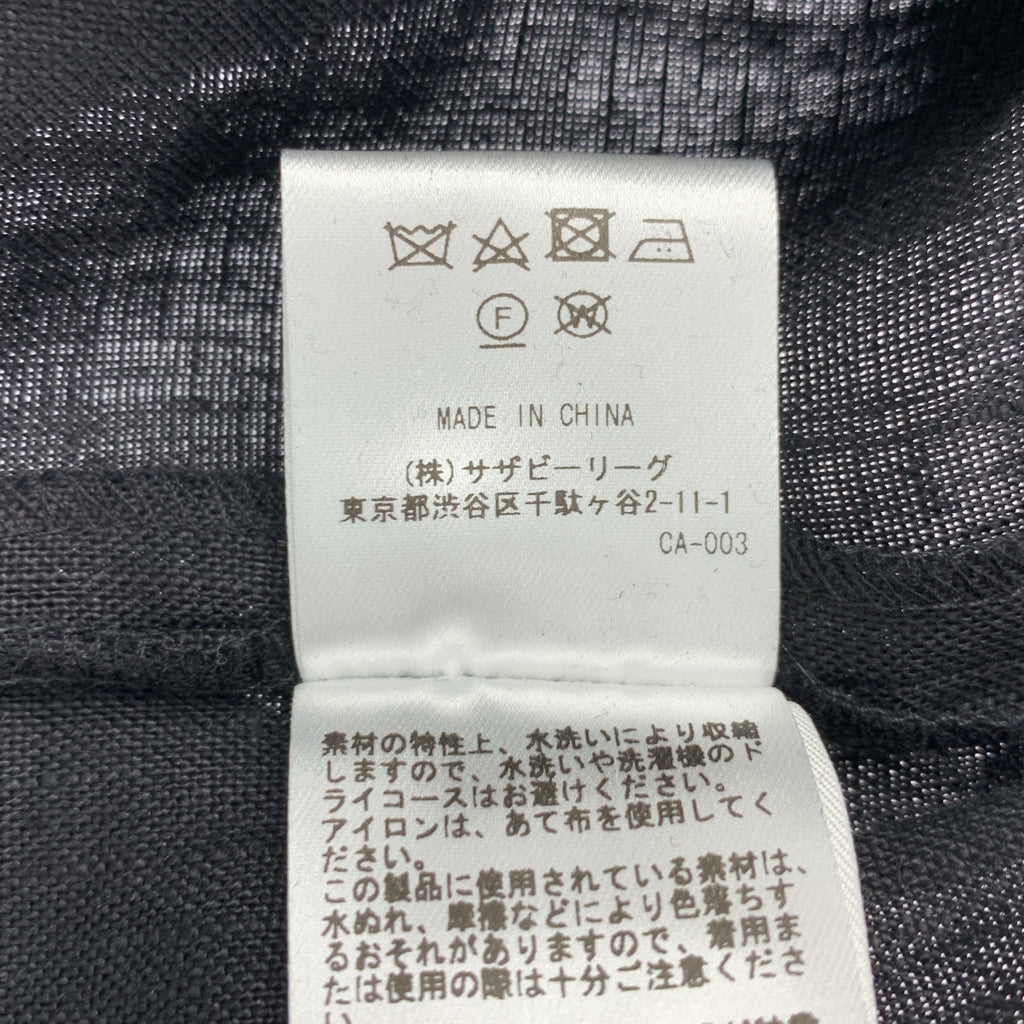 F
W
MADE IN CHINA
(株)サザビーリーグ
東京都渋谷区千駄ヶ谷2-11-1
CA-003
素材の特性上、水洗いにより収縮
しますので、水洗いや洗濯機のド
ライコースはお避けください。
アイロンは、あて布を使用してく
ださい。
この製品に使用されている素材は、
水ぬれ、摩擦などにより色落ちす
るおそれがありますので、着用ま
たは使用の際は十分ご注意くださ
い。